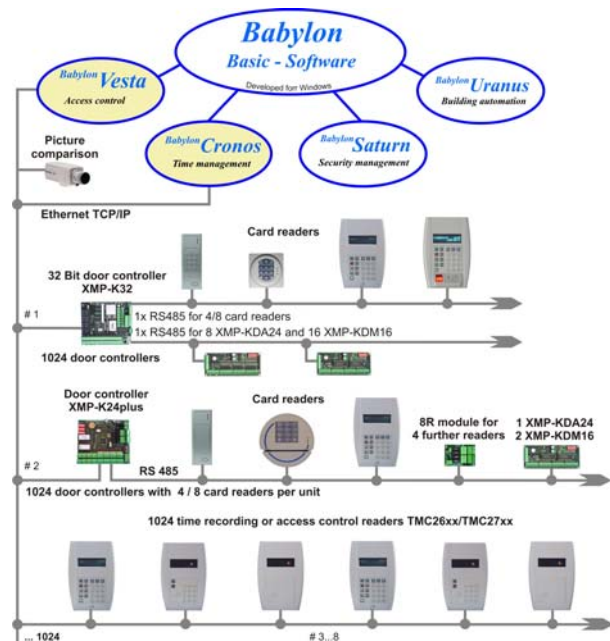 Babylon
Basic - Software
Developed forr Windows
Babylon Vesta
Access control
Babylon Uranus
Building automation
Babylon Cronos
Time management
Babylon Saturn
Security management
Picture
comparison
Ethernet TCP/IP
Card readers
32 Bit door controller
XMP-K32
# 1
1x RS485 for 4/8 card readers
1x RS485 for 8 XMP-KDA24 and 16 XMP-KDM16
1024 door controllers
Door controller
XMP-K24plus
Card readers
8R module for
4 further readers
1 XMP-KDA24
2 XMP-KDM16
# 2
RS 485
1024 door controllers with 4 / 8 card readers per unit
1024 time recording or access control readers TMC26xx/TMC27xx
... 1024
# 3...8